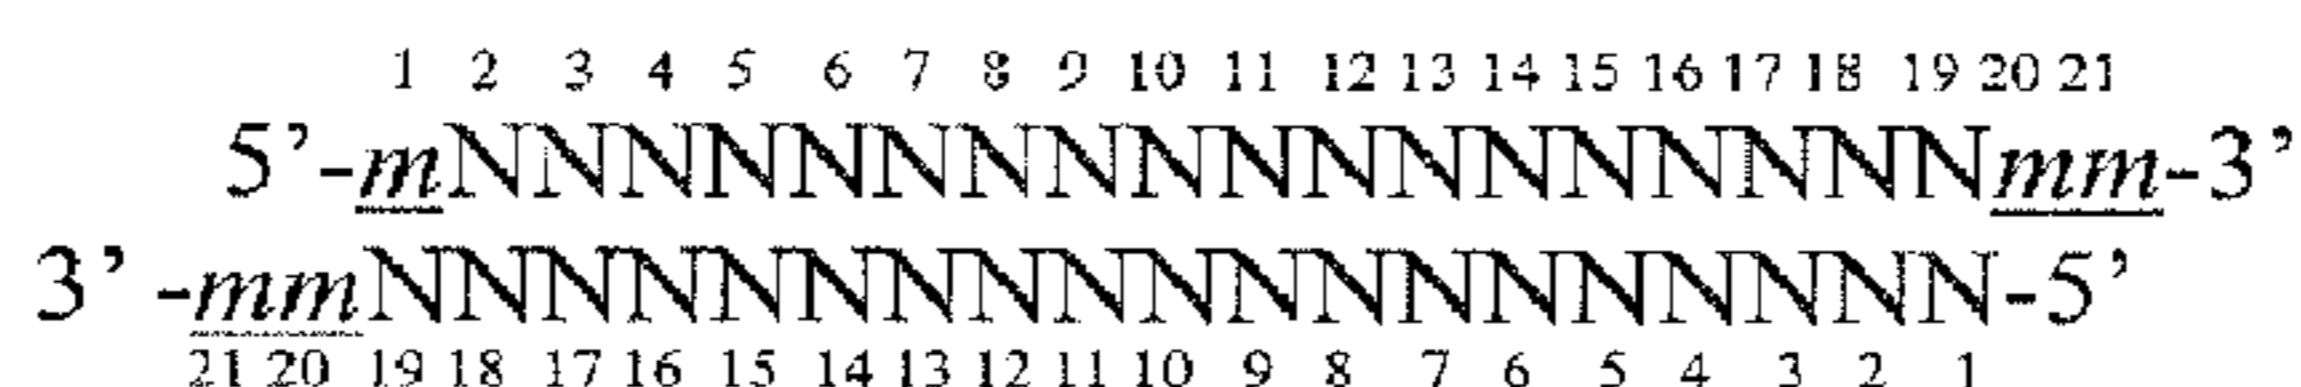 1 2 3 4 5 6 7 8 9 10 11 12 13 14 15 16 17 18 19 20 21
5’-mNNNNNNNNNNNNNNNNNNmm-3’
3’-mmNNNNNNNNNNNNNNNNNNN-5’
21 20 19 18 17 16 15 14 13 12 11 10 9 8 7 6 5 4 3 2 1